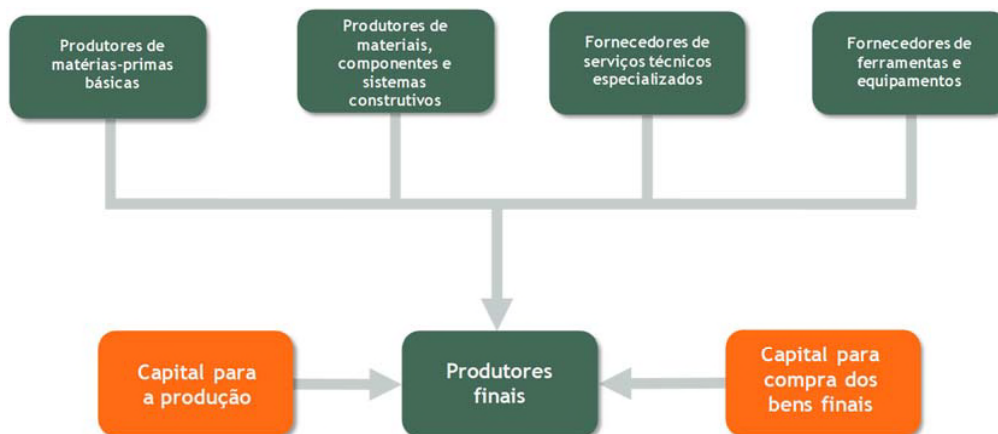 Produtores de
matérias-primas
básicas
Produtores de
materiais,
componentes e
sistemas
construtivos
Fornecedores de
serviços técnicos
especializados
Fornecedores de
ferramentas e
equipamentos
Capital para
a produção
Produtores
finais
Capital para
compra dos
bens finais